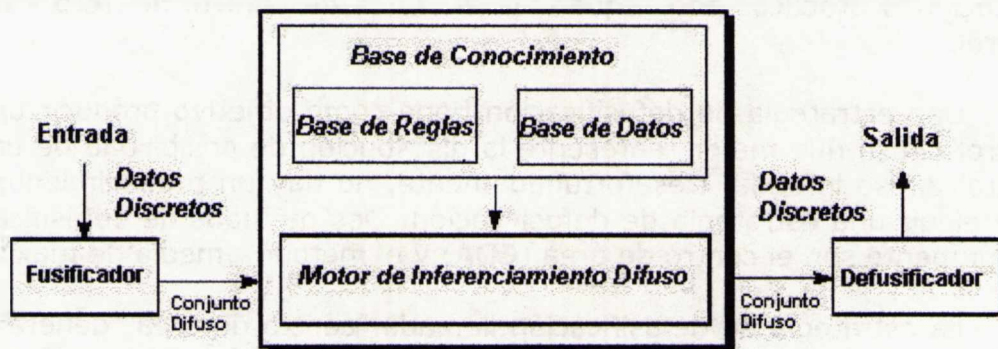 Base de Conocimiento
Base de Reglas
Base de Datos
Entrada
Salida
Datos
Discretos
Datos
Discretos
Fusificador
Motor de Inferenciamiento Difuso
Defusificador
Conjunto
Difuso
Conjunto
Difuso